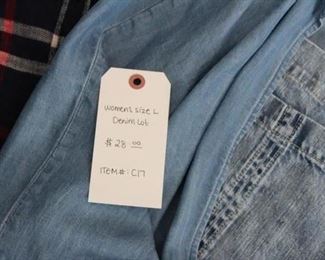 womens size L
Denim Lot
$28 00
ITEM#: C17